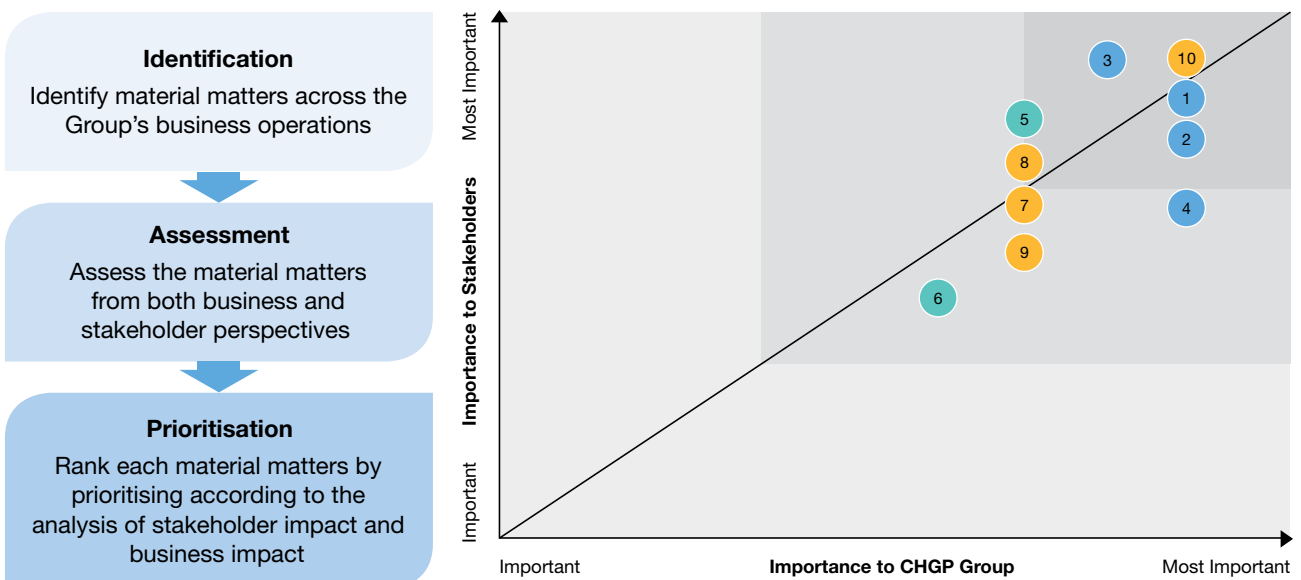 Identification
Identify material matters across the
Group's business operations
Assessment
Assess the material matters
from both business and
stakeholder perspectives
Prioritisation
Rank each material matters by
prioritising according to the
analysis of stakeholder impact and
business impact
Most Important
Importance to Stakeholders
Important
3
10
1
5
2
8
7
4
9
6
Important
Importance to CHGP Group
Most Important